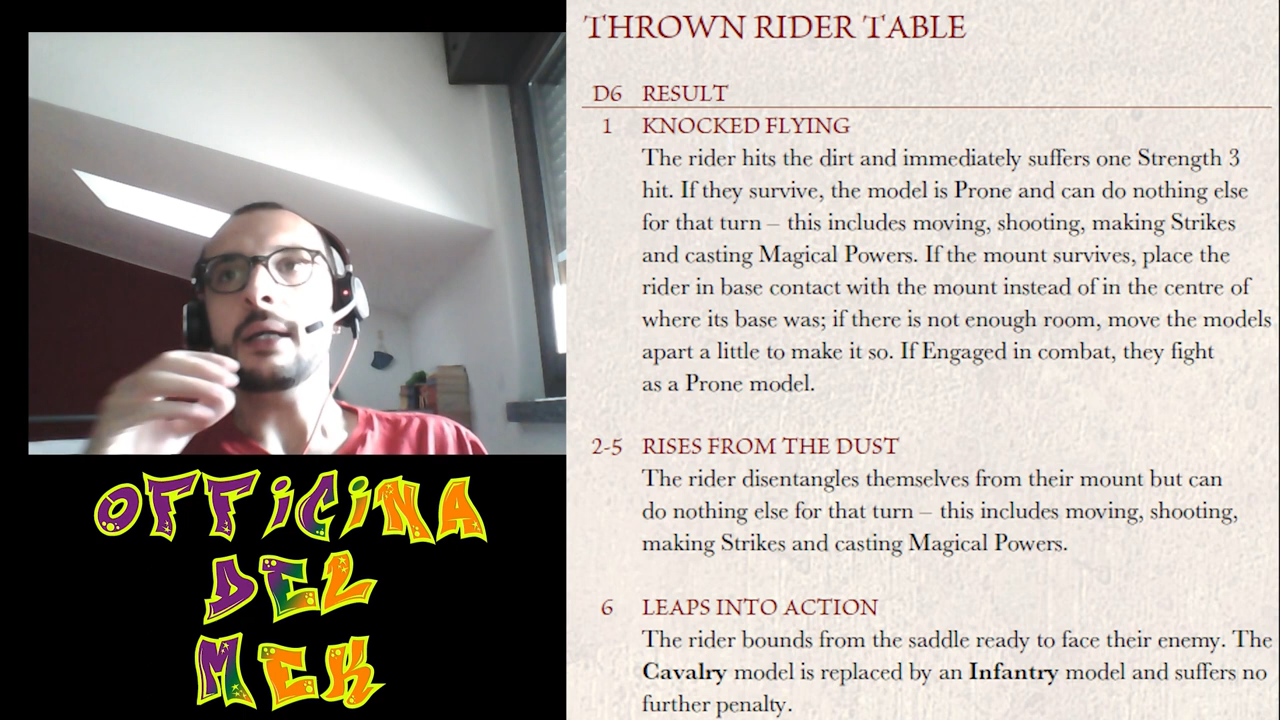 OFFICINA
DEL
MEK
THROWN RIDER TABLE
D6 RESULT
1 KNOCKED FLYING
The rider hits the dirt and immediately suffers one Strength 3
hit. If they survive, the model is Prone and can do nothing else
for that turn – this includes moving, shooting, making Strikes
and casting Magical Powers. If the mount survives, place the
rider in base contact with the mount instead of in the centre of
where its base was; if there is not enough room, move the models
apart a little to make it so. If Engaged in combat, they fight
as a Prone model.
2-5 RISES FROM THE DUST
The rider disentangles themselves from their mount but can
do nothing else for that turn – this includes moving, shooting,
making Strikes and casting Magical Powers.
6 LEAPS INTO ACTION
The rider bounds from the saddle ready to face their enemy. The
Cavalry model is replaced by an Infantry model and suffers no
further penalty.